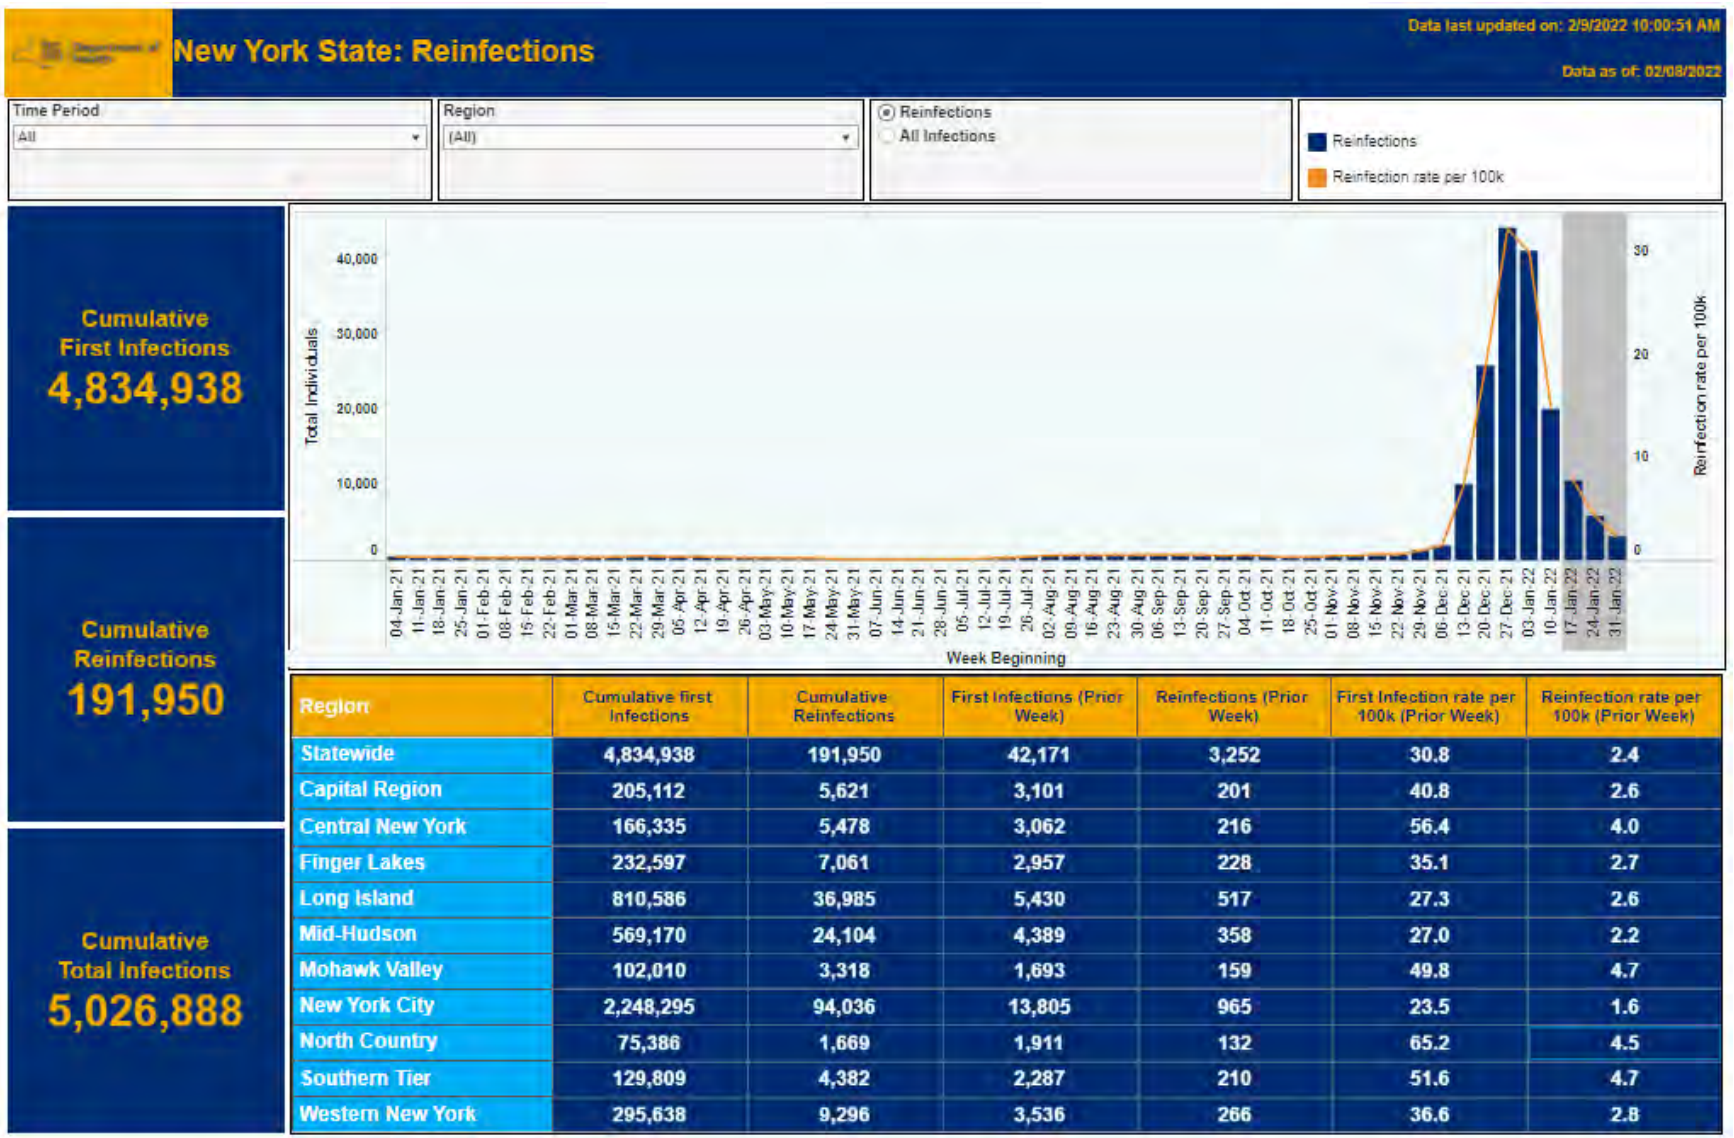 New York State: Reinfections
Data last updated on: 2/9/2022 10:00:51 AM
Data as of: 02/08/2022
Time Period
All
Region
(All)
Reinfections
All Infections
Reinfections
Reinfection rate per 100k
Cumulative
First Infections
4,834,938
Cumulative
Reinfections
191,950
Cumulative
Total Infections
5,026,888
Total Individuals
40,000
30,000
20,000
10,000
0
30
20
10
0
Reinfection rate per 100k
04-Jan-21
11-Jan-21
18-Jan-21
25-Jan-21
01-Feb-21
08-Feb-21
15-Feb-21
22-Feb-21
01-Mar-21
08-Mar-21
15-Mar-21
22-Mar-21
29-Mar-21
05-Apr-21
12-Apr-21
19-Apr-21
26-Apr-21
03-May-21
10-May-21
17-May-21
24-May-21
31-May-21
07-Jun-21
14-Jun-21
21-Jun-21
28-Jun-21
05-Jul-21
12-Jul-21
19-Jul-21
26-Jul-21
02-Aug-21
09-Aug-21
16-Aug-21
23-Aug-21
30-Aug-21
06-Sep-21
13-Sep-21
20-Sep-21
27-Sep-21
04-Oct-21
11-Oct-21
18-Oct-21
25-Oct-21
01-Nov-21
08-Nov-21
15-Nov-21
22-Nov-21
29-Nov-21
06-Dec-21
13-Dec-21
20-Dec-21
27-Dec-21
03-Jan-22
10-Jan-22
17-Jan-22
24-Jan-22
31-Jan-22
Week Beginning
Region Cumulative first Infections Cumulative Reinfections First Infections (Prior Week) Reinfections (Prior Week) First Infection rate per 100k (Prior Week) Reinfection rate per 100k (Prior Week)
Statewide 4,834,938 191,950 42,171 3,252 30.8 2.4
Capital Region 205,112 5,621 3,101 201 40.8 2.6
Central New York 166,335 5,478 3,062 216 56.4 4.0
Finger Lakes 232,597 7,061 2,957 228 35.1 2.7
Long Island 810,586 36,985 5,430 517 27.3 2.6
Mid-Hudson 569,170 24,104 4,389 358 27.0 2.2
Mohawk Valley 102,010 3,318 1,693 159 49.8 4.7
New York City 2,248,295 94,036 13,805 965 23.5 1.6
North Country 75,386 1,669 1,911 132 65.2 4.5
Southern Tier 129,809 4,382 2,287 210 51.6 4.7
Western New York 295,638 9,296 3,536 266 36.6 2.8